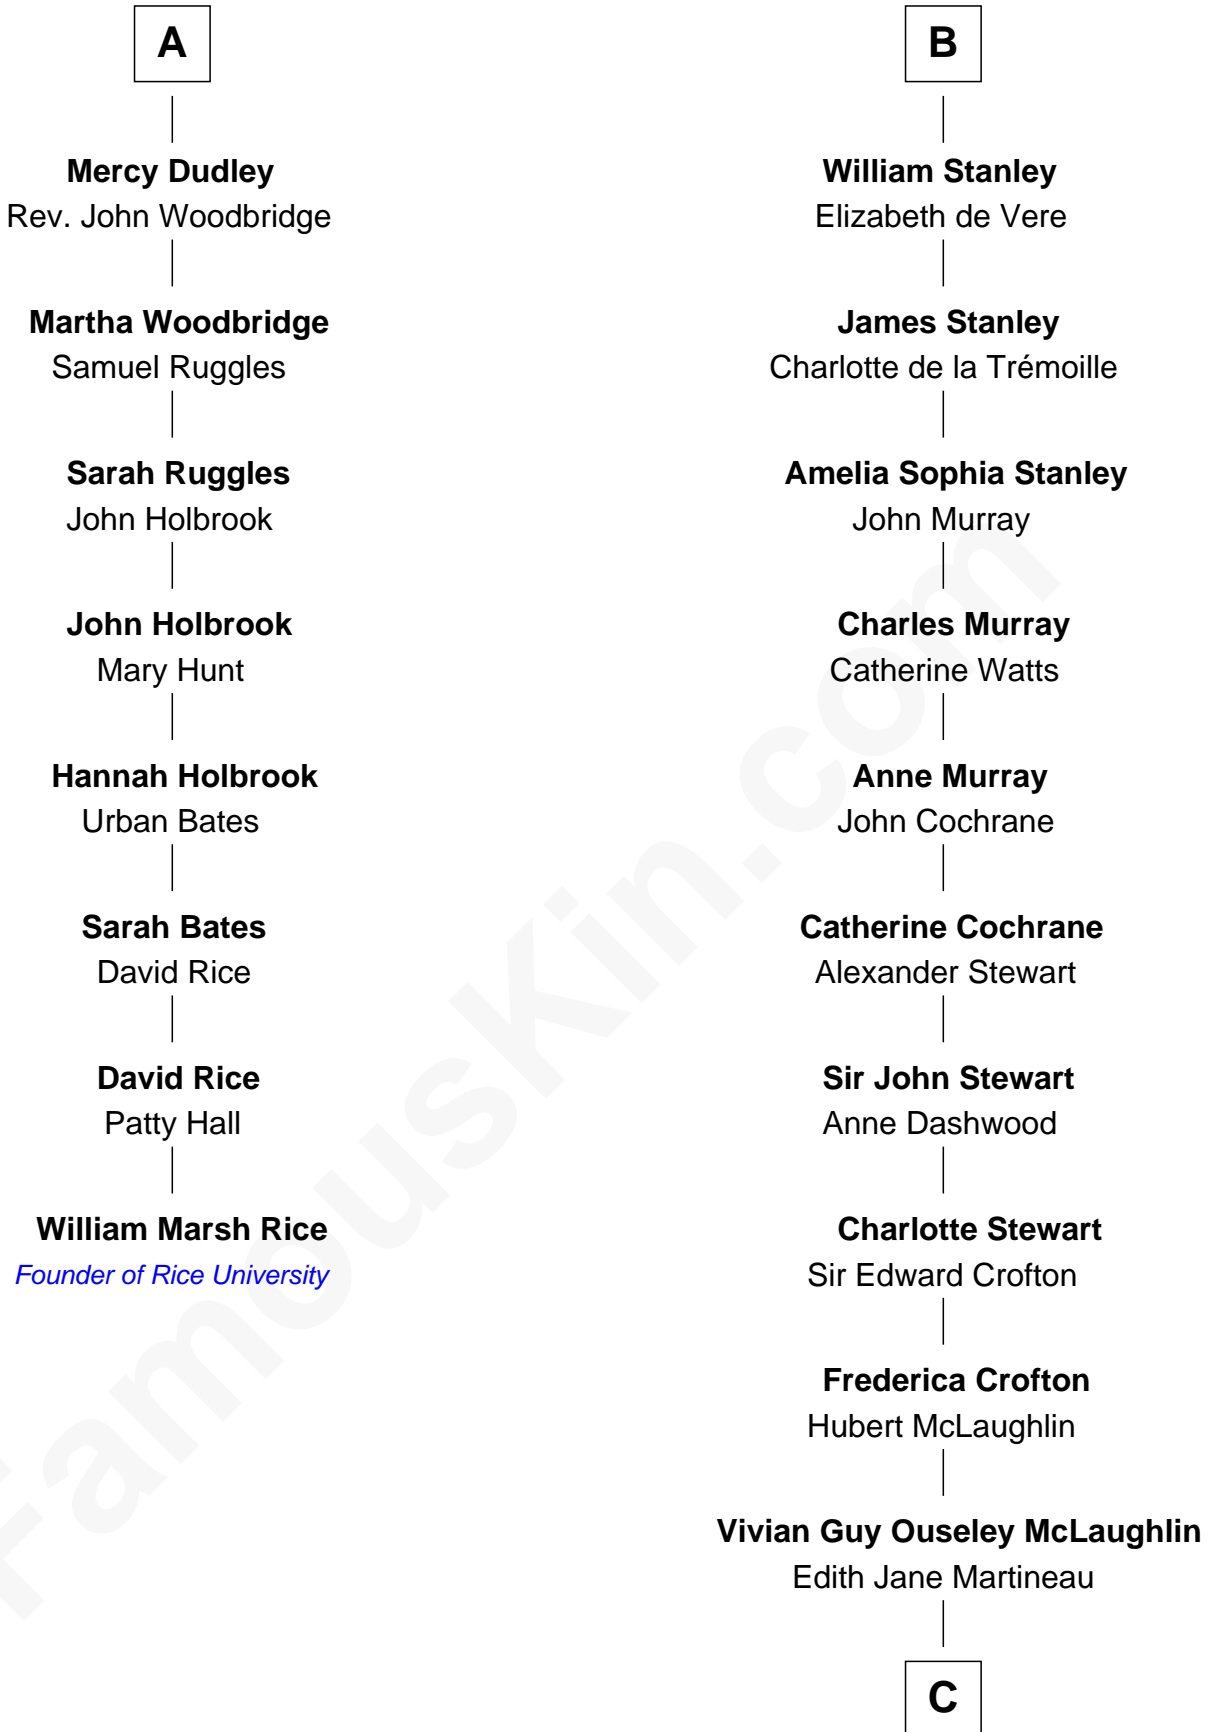 A
Mercy Dudley
Rev. John Woodbridge
Martha Woodbridge
Samuel Ruggles
Sarah Ruggles
John Holbrook
John Holbrook
Mary Hunt
Hannah Holbrook
Urban Bates
Sarah Bates
David Rice
David Rice
Patty Hall
William Marsh Rice
Founder of Rice University
B
William Stanley
Elizabeth de Vere
James Stanley
Charlotte de la Trémoille
Amelia Sophia Stanley
John Murray
Charles Murray
Catherine Watts
Anne Murray
John Cochrane
Catherine Cochrane
Alexander Stewart
Sir John Stewart
Anne Dashwood
Charlotte Stewart
Sir Edward Crofton
Frederica Crofton
Hubert McLaughlin
Vivian Guy Ouseley McLaughlin
Edith Jane Martineau
C
FamousKin.com